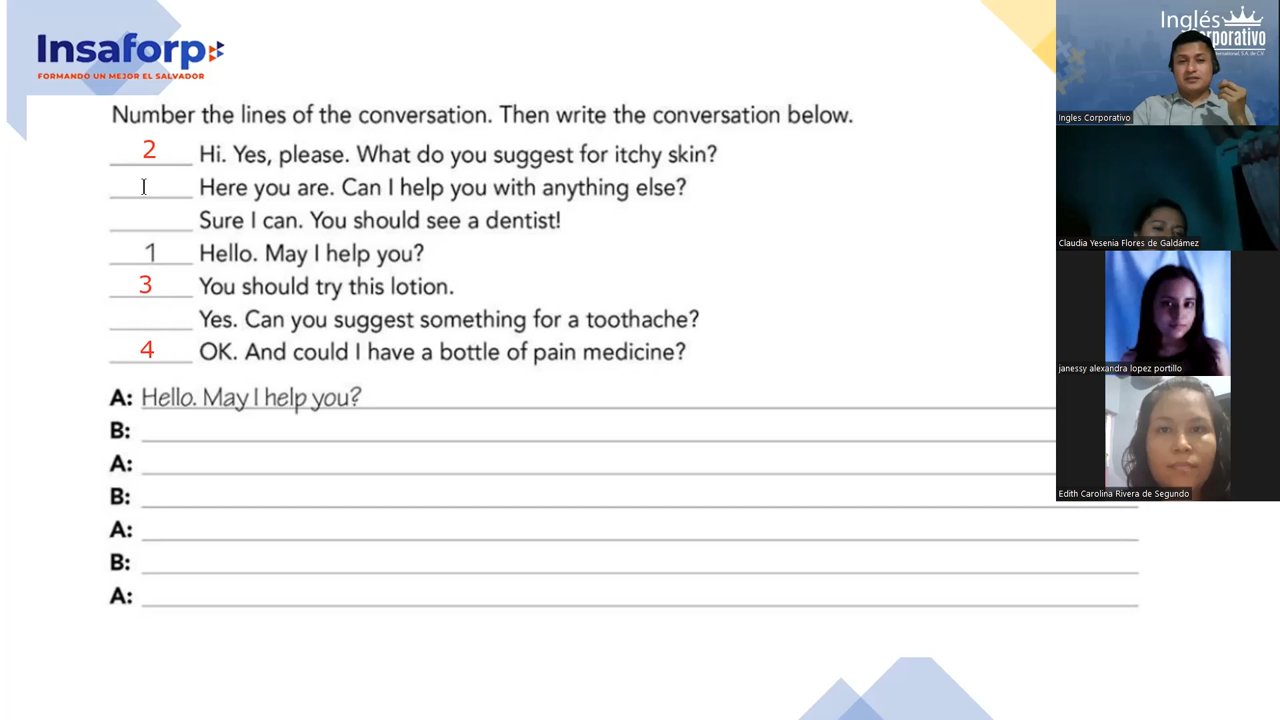 Insaforp
FORMANDO UN MEJOR EL SALVADOR
Number the lines of the conversation. Then write the conversation below.
2 Hi. Yes, please. What do you suggest for itchy skin?
Here you are. Can I help you with anything else?
Sure I can. You should see a dentist!
1 Hello. May I help you?
3 You should try this lotion.
Yes. Can you suggest something for a toothache?
4 OK. And could I have a bottle of pain medicine?
A: Hello. May I help you?
B:
A:
B:
A:
B:
A:
Inglés
Corporativo
International, S.A. de C.V.
Ingles Corporativo
Claudia Yesenia Flores de Galdámez
janessy alexandra lopez portillo
Edith Carolina Rivera de Segundo